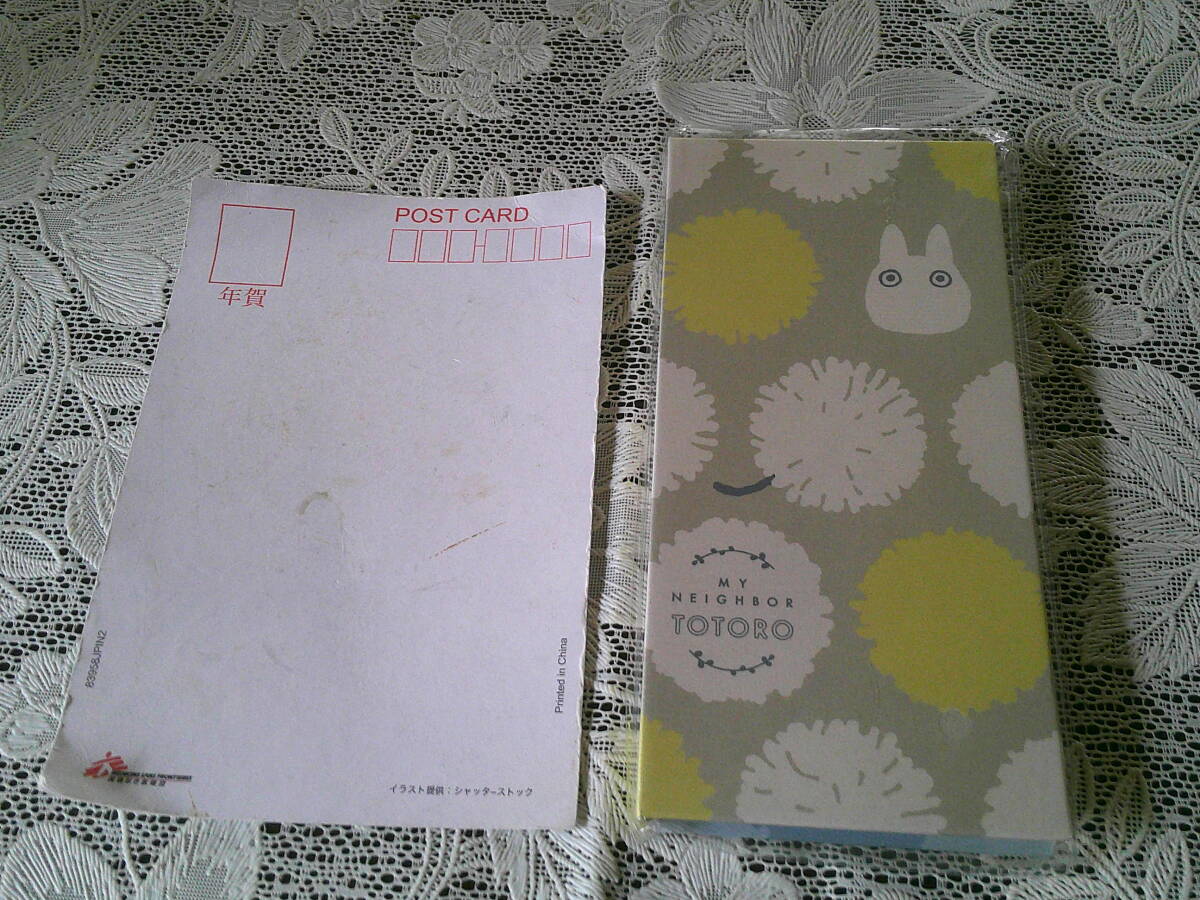 POST CARD
年賀
89958JPIN2
Printed in China
イラスト提供：シャッターストック
MY
NEIGHBOR
TOTORO